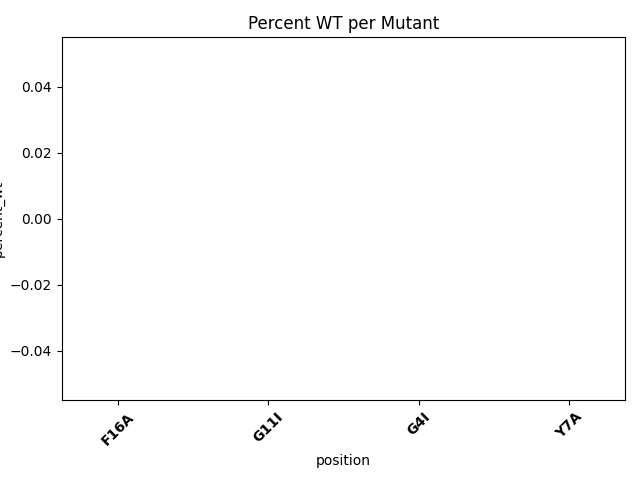 Percent WT per Mutant
0.04
0.02
0.00
−0.02
−0.04
percent_wt
F16A G11I G4I Y7A
position